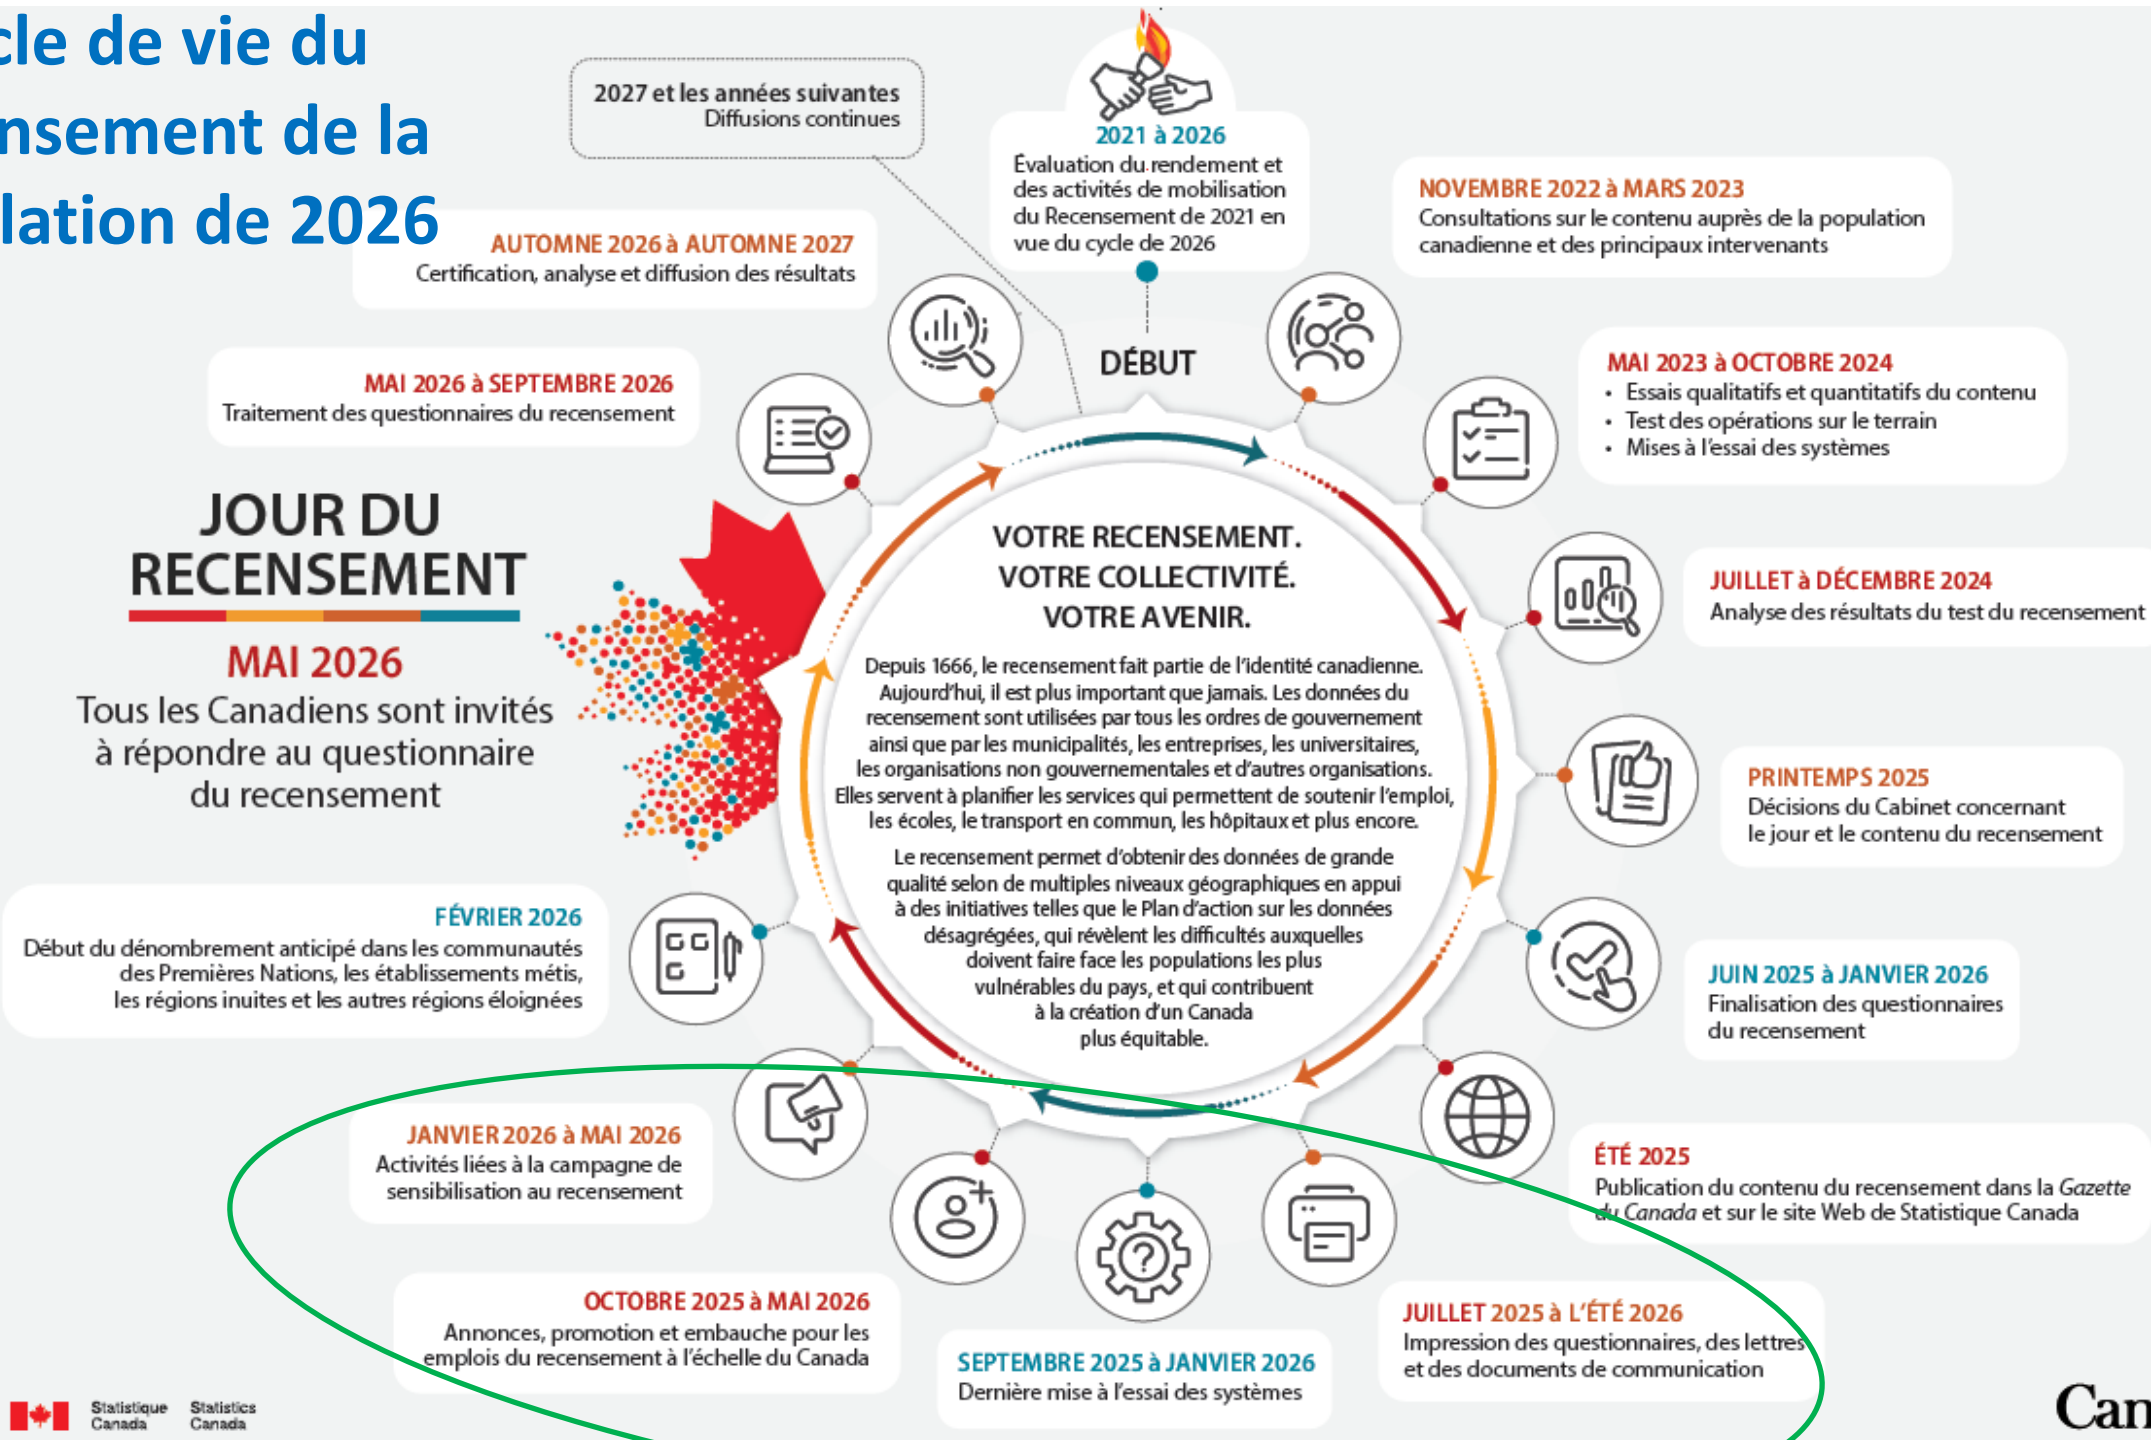 cle de vie du
nsement de la
lation de 2026
2027 et les années suivantes
Diffusions continues
2021 à 2026
Évaluation du rendement et
des activités de mobilisation
du Recensement de 2021 en
vue du cycle de 2026
DÉBUT
NOVEMBRE 2022 à MARS 2023
Consultations sur le contenu auprès de la population
canadienne et des principaux intervenants
MAI 2023 à OCTOBRE 2024
• Essais qualitatifs et quantitatifs du contenu
• Test des opérations sur le terrain
• Mises à l'essai des systèmes
JUILLET à DÉCEMBRE 2024
Analyse des résultats du test du recensement
PRINTEMPS 2025
Décisions du Cabinet concernant
le jour et le contenu du recensement
JUIN 2025 à JANVIER 2026
Finalisation des questionnaires
du recensement
ÉTÉ 2025
Publication du contenu du recensement dans la Gazette
du Canada et sur le site Web de Statistique Canada
JUILLET 2025 à L'ÉTÉ 2026
Impression des questionnaires, des lettres
et des documents de communication
SEPTEMBRE 2025 à JANVIER 2026
Dernière mise à l'essai des systèmes
OCTOBRE 2025 à MAI 2026
Annonces, promotion et embauche pour les
emplois du recensement à l'échelle du Canada
JANVIER 2026 à MAI 2026
Activités liées à la campagne de
sensibilisation au recensement
FÉVRIER 2026
Début du dénombrement anticipé dans les communautés
des Premières Nations, les établissements métis,
les régions inuites et les autres régions éloignées
JOUR DU
RECENSEMENT
MAI 2026
Tous les Canadiens sont invités
à répondre au questionnaire
du recensement
MAI 2026 à SEPTEMBRE 2026
Traitement des questionnaires du recensement
AUTOMNE 2026 à AUTOMNE 2027
Certification, analyse et diffusion des résultats
VOTRE RECENSEMENT.
VOTRE COLLECTIVITÉ.
VOTRE AVENIR.
Depuis 1666, le recensement fait partie de l'identité canadienne.
Aujourd'hui, il est plus important que jamais. Les données du
recensement sont utilisées par tous les ordres de gouvernement
ainsi que par les municipalités, les entreprises, les universitaires,
les organisations non gouvernementales et d'autres organisations.
Elles servent à planifier les services qui permettent de soutenir l'emploi,
les écoles, le transport en commun, les hôpitaux et plus encore.
Le recensement permet d'obtenir des données de grande
qualité selon de multiples niveaux géographiques en appui
à des initiatives telles que le Plan d'action sur les données
désagrégées, qui révèlent les difficultés auxquelles
doivent faire face les populations les plus
vulnérables du pays, et qui contribuent
à la création d'un Canada
plus équitable.
Statistique Statistics
Canada Canada
Can